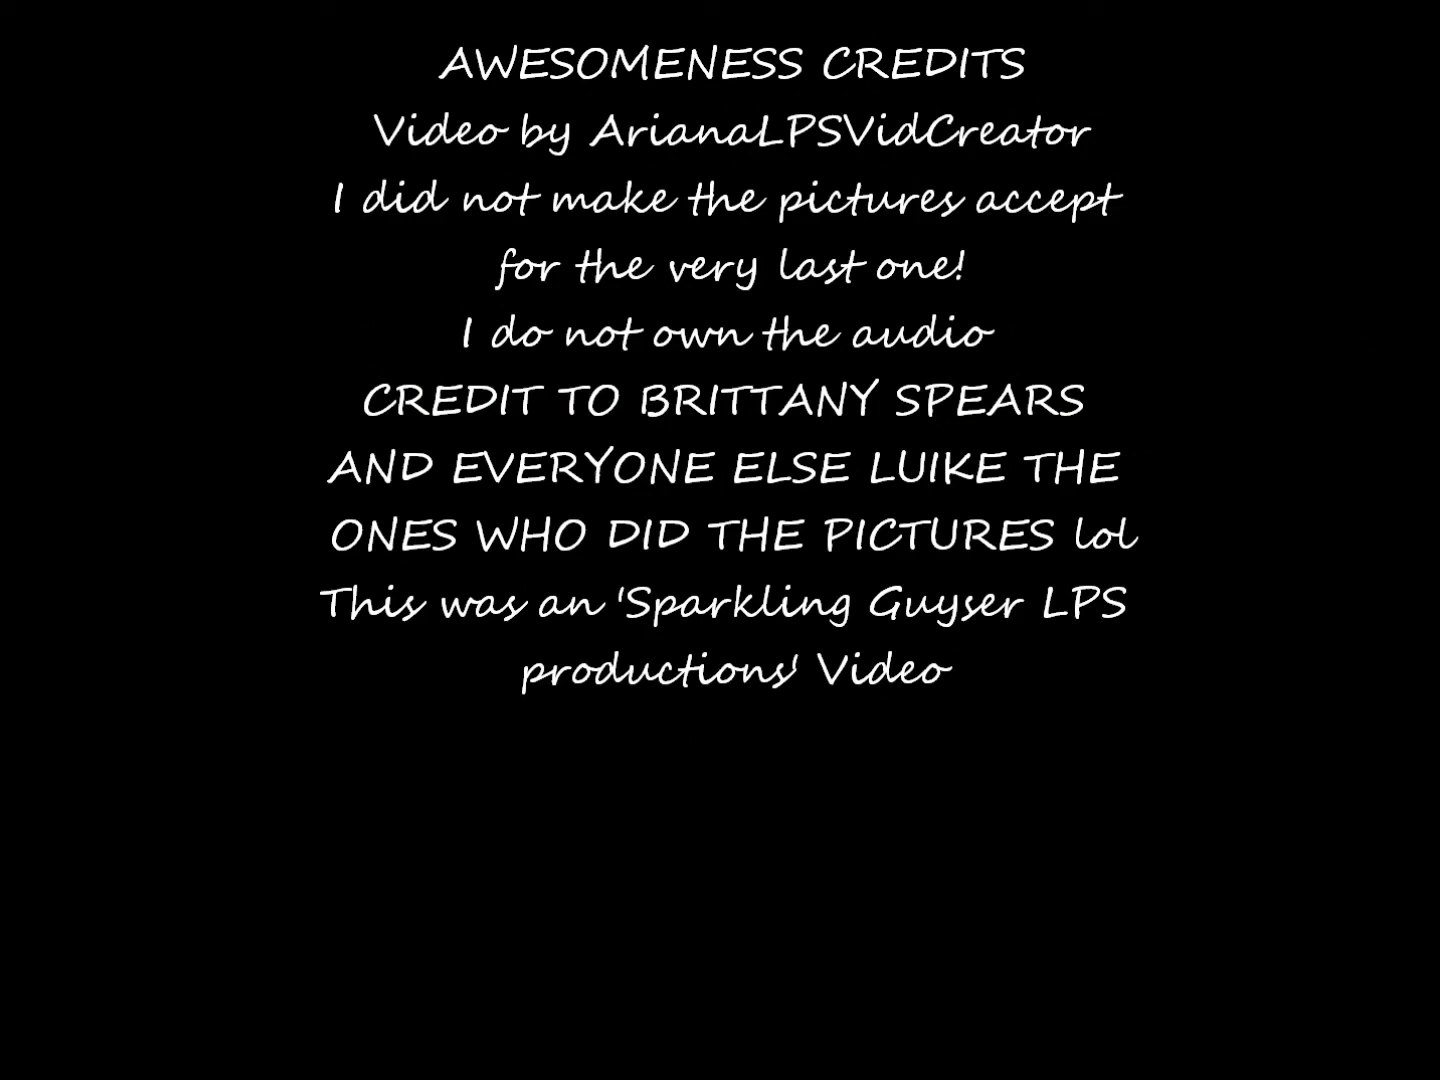 AWESOMENESS CREDITS
Video by ArianaLPSVidCreator
I did not make the pictures accept
for the very last one!
I do not own the audio
CREDIT TO BRITTANY SPEARS
AND EVERYONE ELSE LUIKE THE
ONES WHO DID THE PICTURES lol
This was an 'Sparkling Guyser LPS
productions' Video